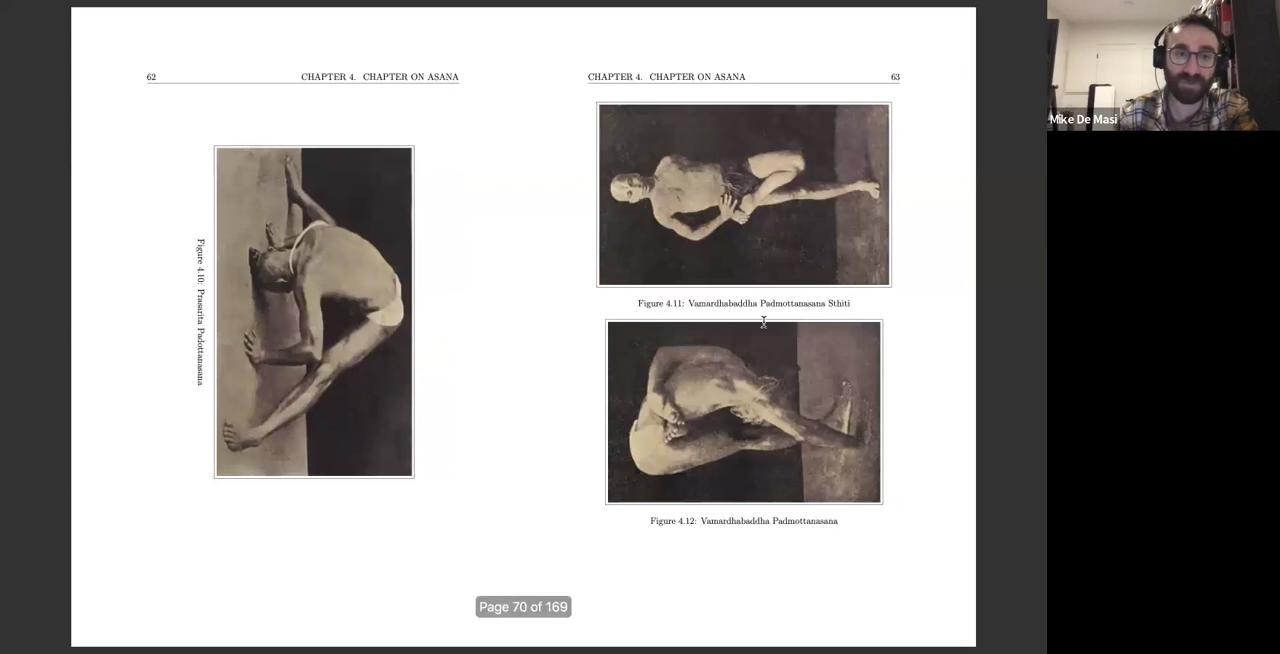 62
CHAPTER 4. CHAPTER ON ASANA
Figure 4.10: Prasarita Padottanasana
CHAPTER 4. CHAPTER ON ASANA
63
Figure 4.11: Vamardhabaddha Padmottanasana Sthiti
Figure 4.12: Vamardhabaddha Padmottanasana
Page 70 of 169
Mike De Masi